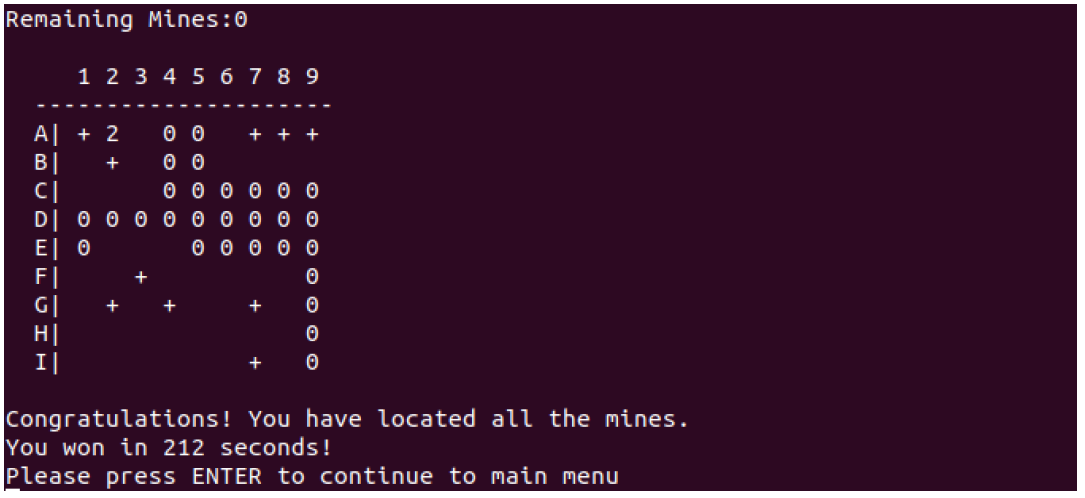 Remaining Mines:0
     1 2 3 4 5 6 7 8 9
  ---------------------
  A| + 2   0 0   + + +
  B|   +   0 0
  C|       0 0 0 0 0 0
  D| 0 0 0 0 0 0 0 0 0
  E| 0       0 0 0 0 0
  F|     +           0
  G|   +   +     +   0
  H|                 0
  I|             +   0
Congratulations! You have located all the mines.
You won in 212 seconds!
Please press ENTER to continue to main menu